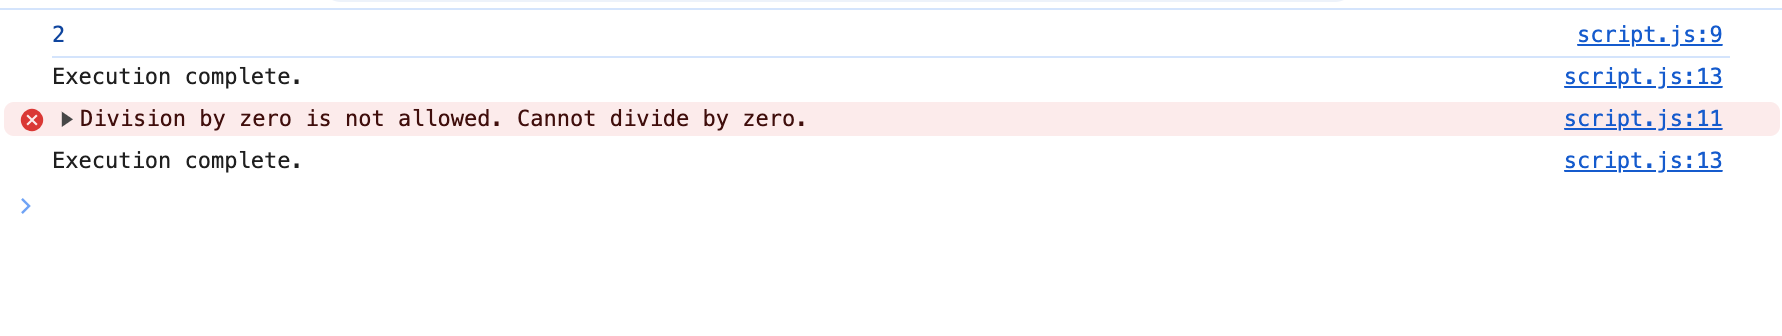 2 script.js:9
Execution complete. script.js:13
Division by zero is not allowed. Cannot divide by zero. script.js:11
Execution complete. script.js:13